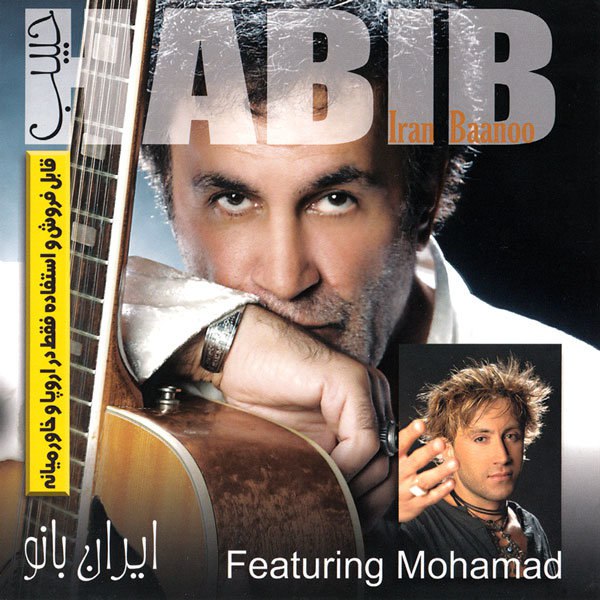 HABIB
حبیب
Iran Baanoo
قابل فروش و استفاده فقط در اروپا و خاورمیانه
ایران بانو
Featuring Mohamad